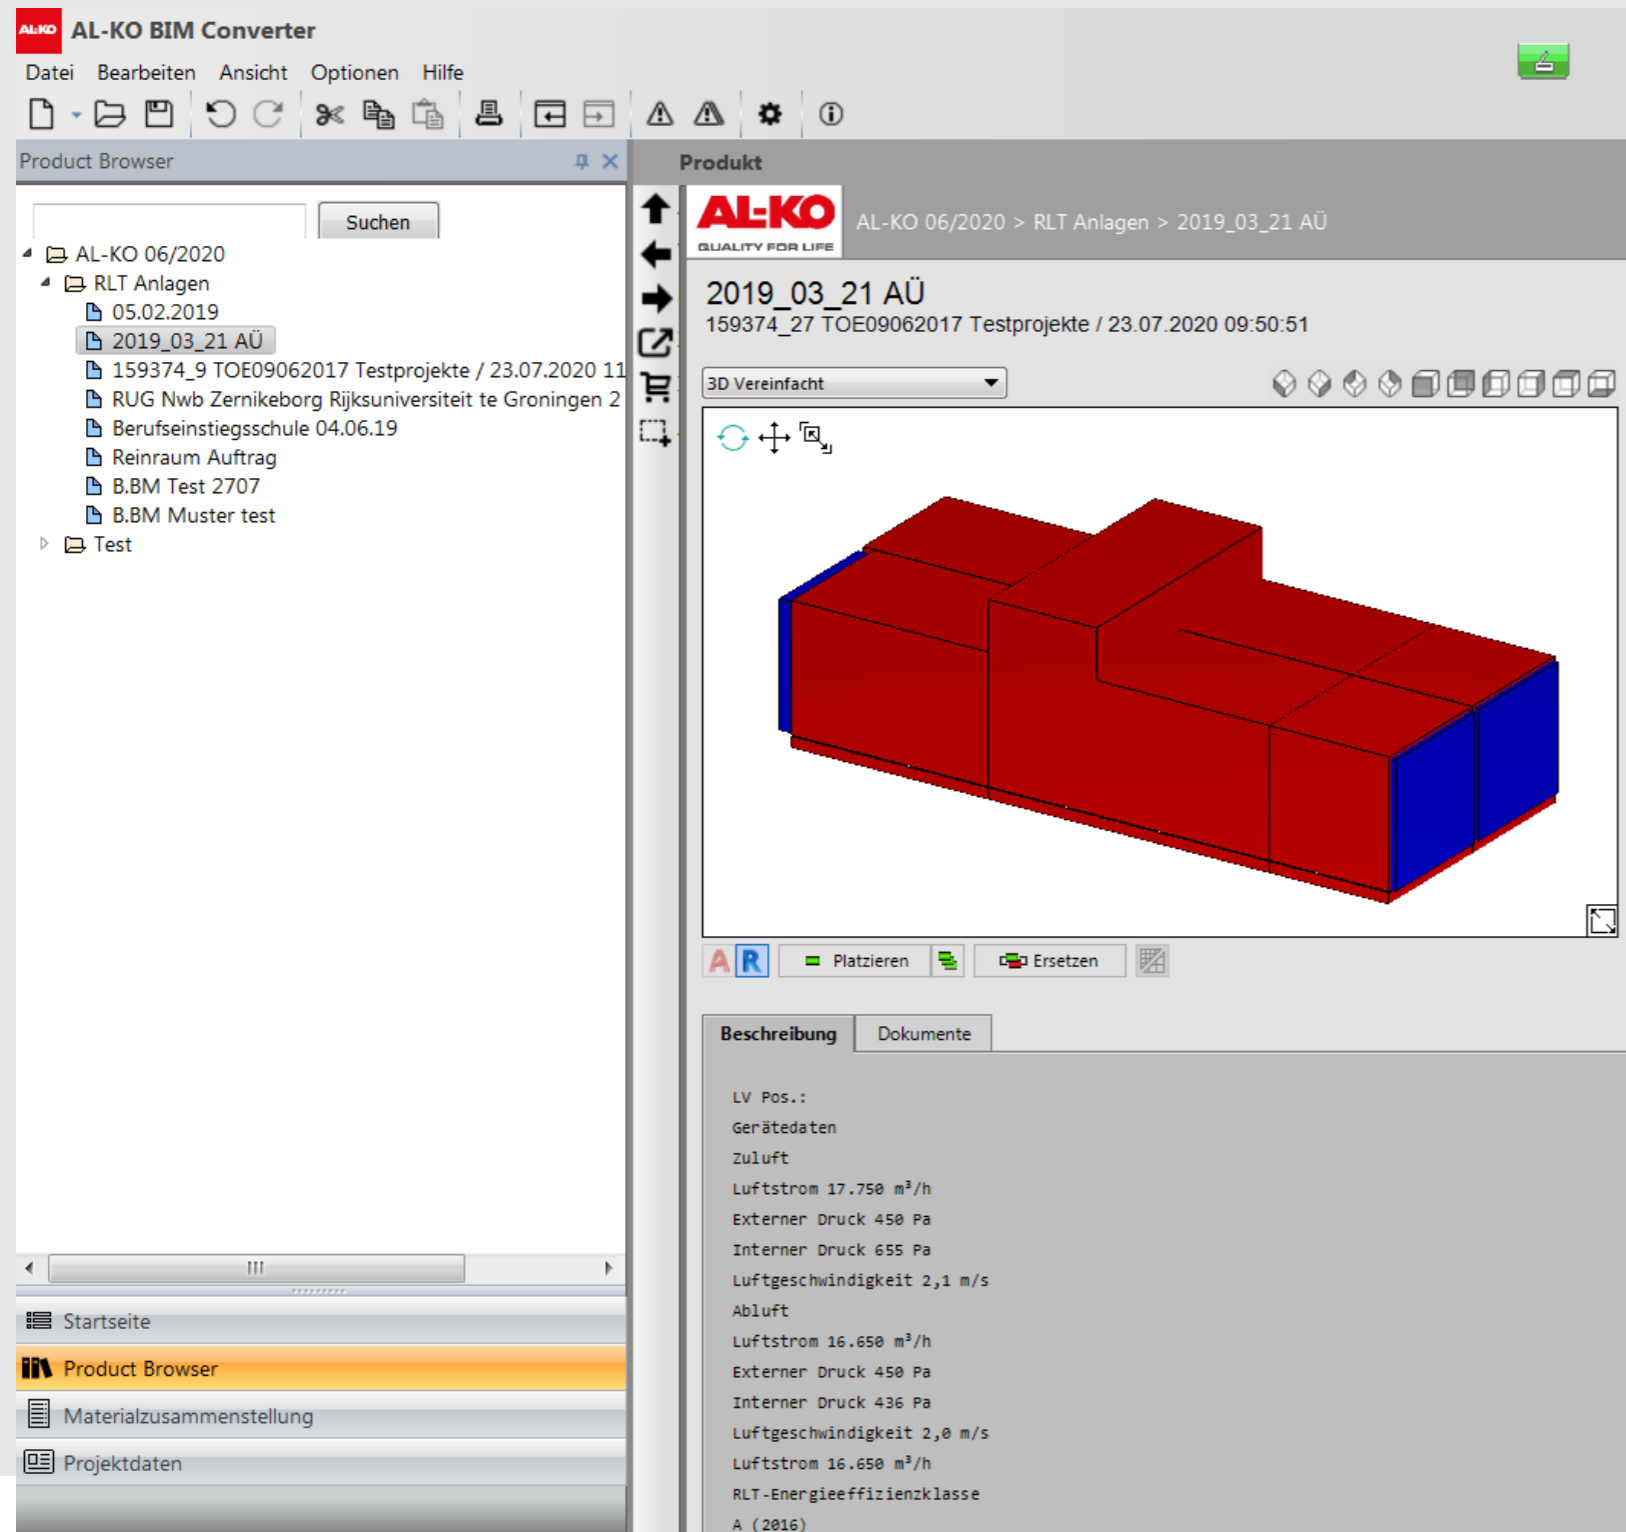 AL-KO AL-KO BIM Converter
Datei Bearbeiten Ansicht Optionen Hilfe
Product Browser
Suchen
AL-KO 06/2020
RLT Anlagen
05.02.2019
2019_03_21 AÜ
159374_9 TOE09062017 Testprojekte / 23.07.2020 11
RUG Nwb Zernikeborg Rijksuniversiteit te Groningen 2
Berufseinstiegsschule 04.06.19
Reinraum Auftrag
B.BM Test 2707
B.BM Muster test
Test
Startseite
Product Browser
Materialzusammenstellung
Projektdaten
Produkt
AL-KO
QUALITY FOR LIFE
AL-KO 06/2020 > RLT Anlagen > 2019_03_21 AÜ
2019_03_21 AÜ
159374_27 TOE09062017 Testprojekte / 23.07.2020 09:50:51
3D Vereinfacht
A R Platzieren Ersetzen
Beschreibung Dokumente
LV Pos.:
Gerätedaten
Zuluft
Luftstrom 17.750 m³/h
Externer Druck 450 Pa
Interner Druck 655 Pa
Luftgeschwindigkeit 2,1 m/s
Abluft
Luftstrom 16.650 m³/h
Externer Druck 450 Pa
Interner Druck 436 Pa
Luftgeschwindigkeit 2,0 m/s
Luftstrom 16.650 m³/h
RLT-Energieeffizienzklasse
A (2016)